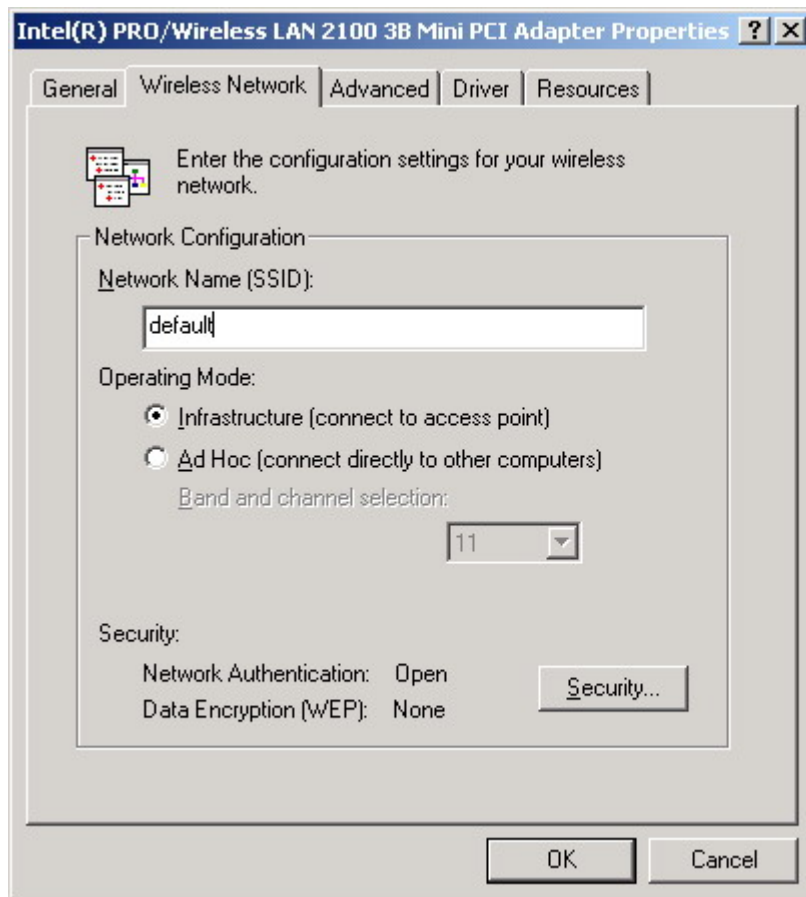 Intel(R) PRO/Wireless LAN 2100 3B Mini PCI Adapter Properties
General Wireless Network Advanced Driver Resources
Enter the configuration settings for your wireless
network.
Network Configuration
Network Name (SSID):
default
Operating Mode:
Infrastructure (connect to access point)
Ad Hoc (connect directly to other computers)
Band and channel selection:
11
Security:
Network Authentication: Open
Security...
Data Encryption (WEP): None
OK Cancel